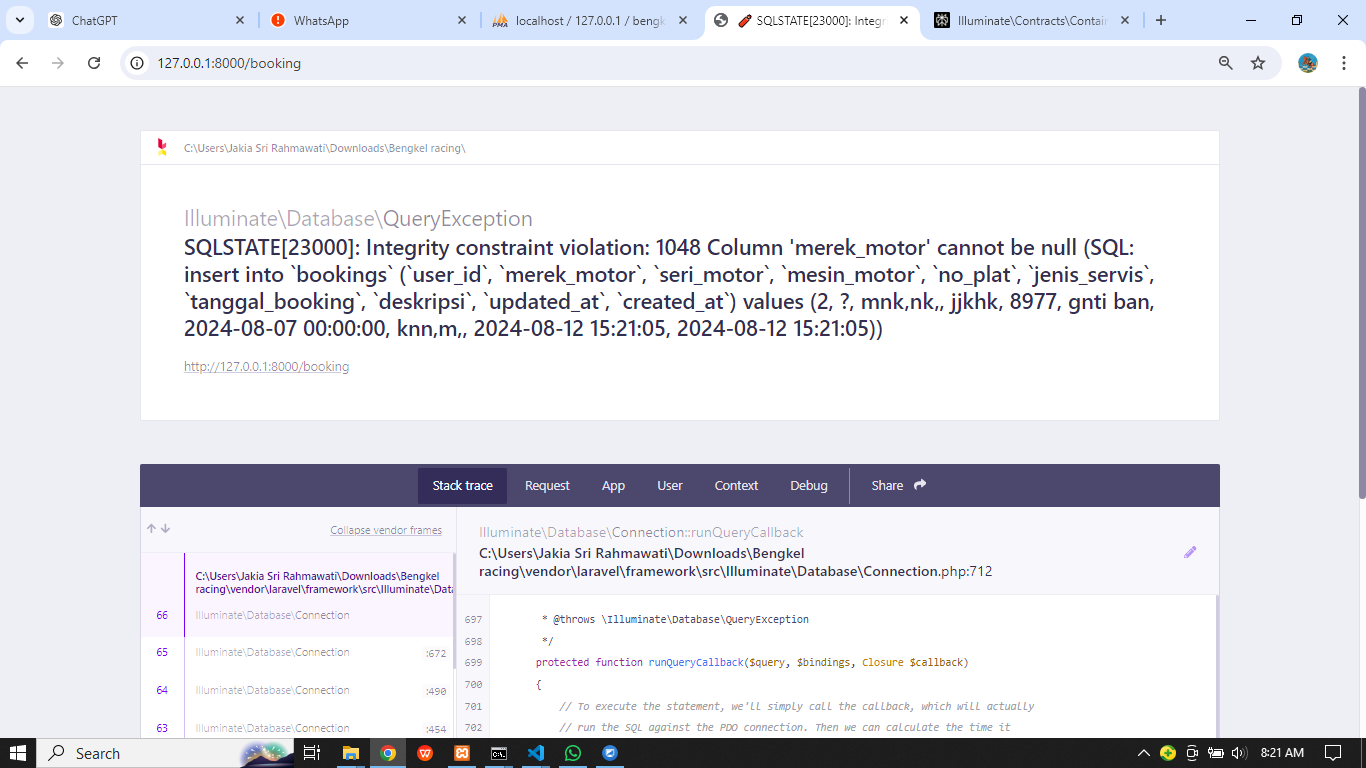 ChatGPT
WhatsApp
localhost / 127.0.0.1 / bengk
SQLSTATE[23000]: Integr
Illuminate\Contracts\Contain
127.0.0.1:8000/booking
C:\Users\Jakia Sri Rahmawati\Downloads\Bengkel racing\
Illuminate\Database\QueryException
SQLSTATE[23000]: Integrity constraint violation: 1048 Column 'merek_motor' cannot be null (SQL:
insert into `bookings` (`user_id`, `merek_motor`, `seri_motor`, `mesin_motor`, `no_plat`, `jenis_servis`,
`tanggal_booking`, `deskripsi`, `updated_at`, `created_at`) values (2, ?, mnk,nk,, jjkhk, 8977, gnti ban,
2024-08-07 00:00:00, knn,m,, 2024-08-12 15:21:05, 2024-08-12 15:21:05))
http://127.0.0.1:8000/booking
Stack trace
Request
App
User
Context
Debug
Share
Collapse vendor frames
C:\Users\Jakia Sri Rahmawati\Downloads\Bengkel
racing\vendor\laravel\framework\src\Illuminate\Data
66 Illuminate\Database\Connection
65 Illuminate\Database\Connection :672
64 Illuminate\Database\Connection :490
63 Illuminate\Database\Connection :454
Illuminate\Database\Connection::runQueryCallback
C:\Users\Jakia Sri Rahmawati\Downloads\Bengkel
racing\vendor\laravel\framework\src\Illuminate\Database\Connection.php:712
697 * @throws \Illuminate\Database\QueryException
698 */
699 protected function runQueryCallback($query, $bindings, Closure $callback)
700 {
701 // To execute the statement, we'll simply call the callback, which will actually
702 // run the SQL against the PDO connection. Then we can calculate the time it
Search
8:21 AM